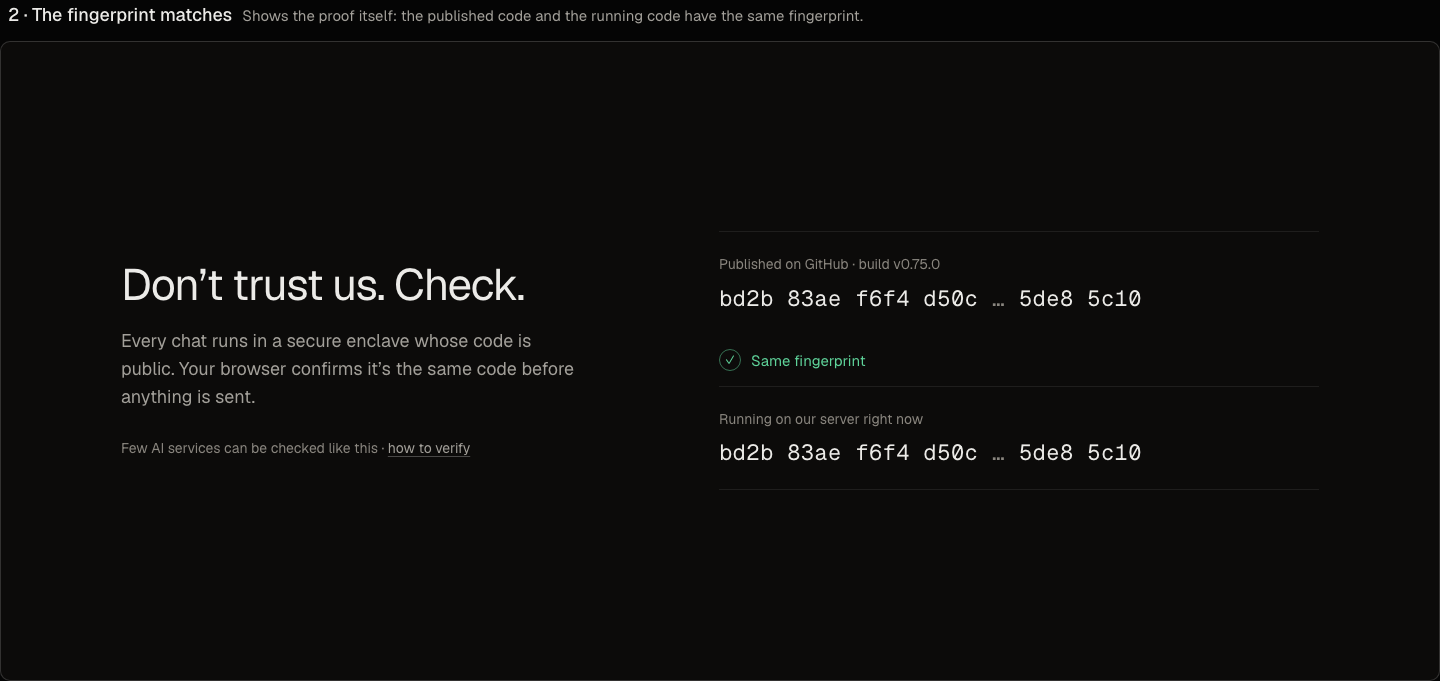 2 · The fingerprint matches Shows the proof itself: the published code and the running code have the same fingerprint.
Don’t trust us. Check.
Every chat runs in a secure enclave whose code is
public. Your browser confirms it’s the same code before
anything is sent.
Few AI services can be checked like this · how to verify
Published on GitHub · build v0.75.0
bd2b 83ae f6f4 d50c … 5de8 5c10
✓ Same fingerprint
Running on our server right now
bd2b 83ae f6f4 d50c … 5de8 5c10